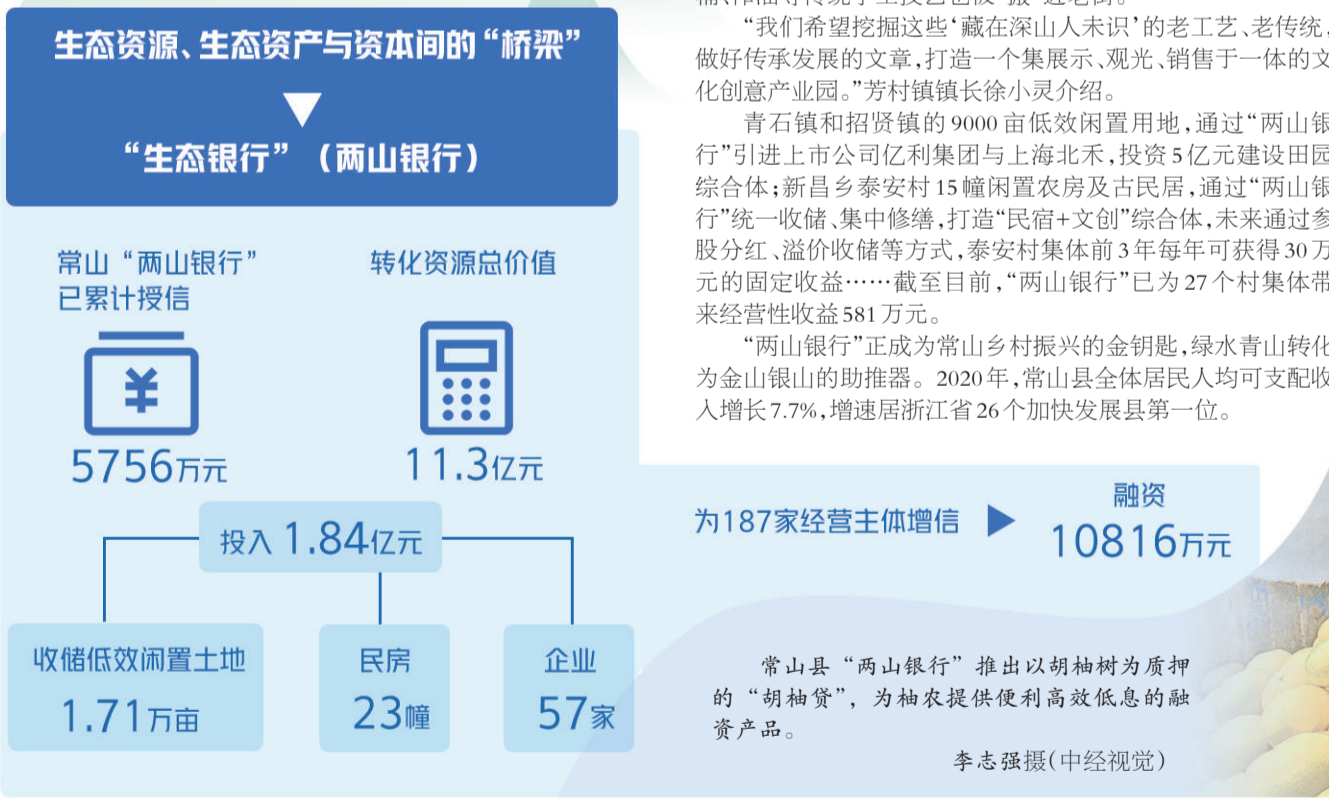 生态资源、生态资产与资本间的“桥梁”
“生态银行”（两山银行）
常山“两山银行”
已累计授信
5756万元
转化资源总价值
11.3亿元
投入 1.84亿元
收储低效闲置土地
1.71万亩
民房
23幢
企业
57家
“我们希望挖掘这些‘藏在深山人未识’的老工艺、老传统，
做好传承发展的文章，打造一个集展示、观光、销售于一体的文
化创意产业园。”芳村镇镇长徐小灵介绍。
青石镇和招贤镇的9000亩低效闲置用地，通过“两山银
行”引进上市公司亿利集团与上海北禾，投资5亿元建设田园
综合体；新昌乡泰安村15幢闲置农房及古民居，通过“两山银
行”统一收储、集中修缮，打造“民宿+文创”综合体，未来通过参
股分红、溢价收储等方式，泰安村集体前3年每年可获得30万
元的固定收益……截至目前，“两山银行”已为27个村集体带
来经营性收益581万元。
“两山银行”正成为常山乡村振兴的金钥匙，绿水青山转化
为金山银山的助推器。2020年，常山县全体居民人均可支配收
入增长7.7%，增速居浙江省26个加快发展县第一位。
为187家经营主体增信
融资
10816万元
常山县“两山银行”推出以胡柚树为质押
的“胡柚贷”，为柚农提供便利高效低息的融
资产品。
李志强摄（中经视觉）